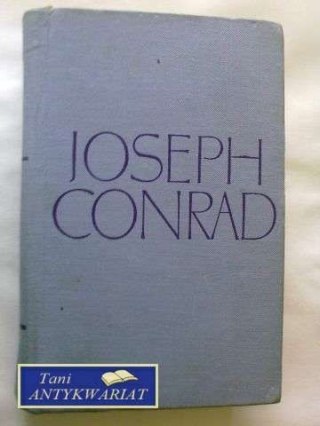 JOSEPH
CONRAD
Tani
ANTYKWARIAT